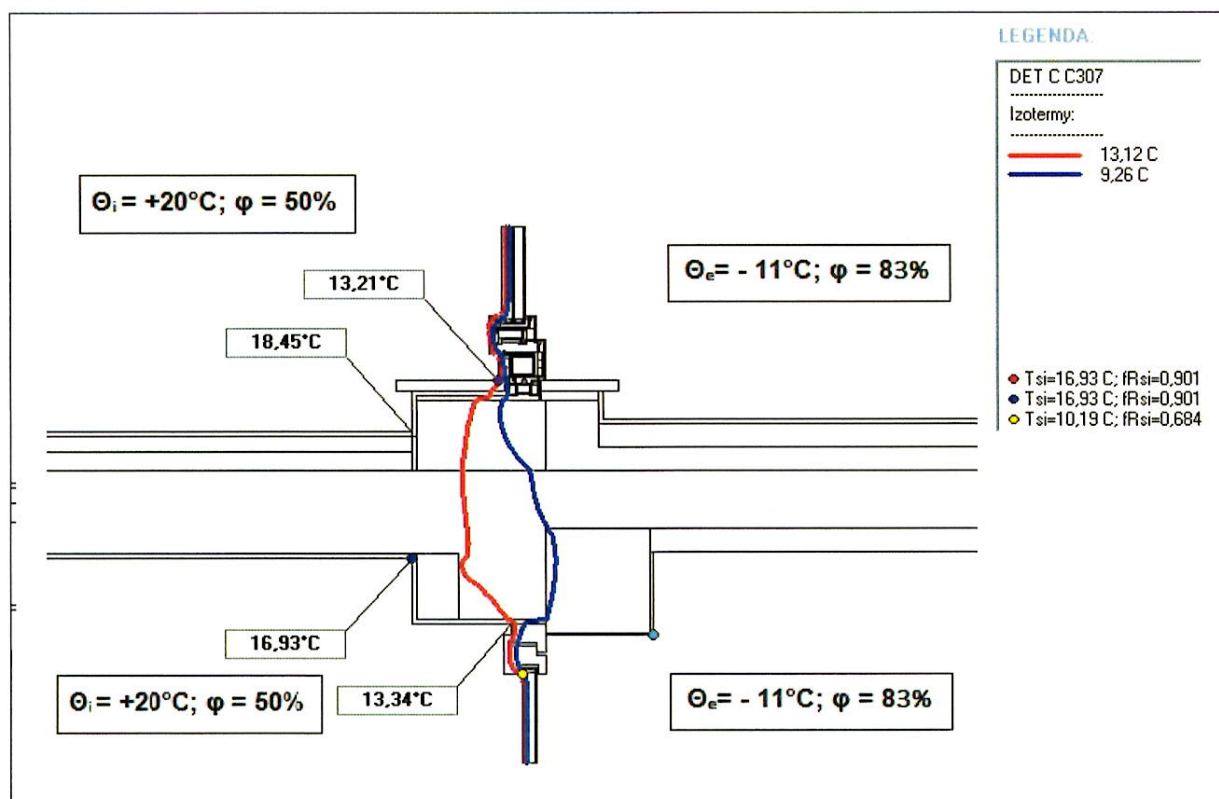 LEGENDA:
DET C C307
--------------------
Izotermy:
--------------------
13,12 C
9,26 C
Θi = +20°C; φ = 50%
Θe= - 11°C; φ = 83%
13,21°C
18,45°C
Tsi=16,93 C; fRsi=0,901
Tsi=16,93 C; fRsi=0,901
Tsi=10,19 C; fRsi=0,684
16,93°C
13,34°C
Θi = +20°C; φ = 50%
Θe= - 11°C; φ = 83%